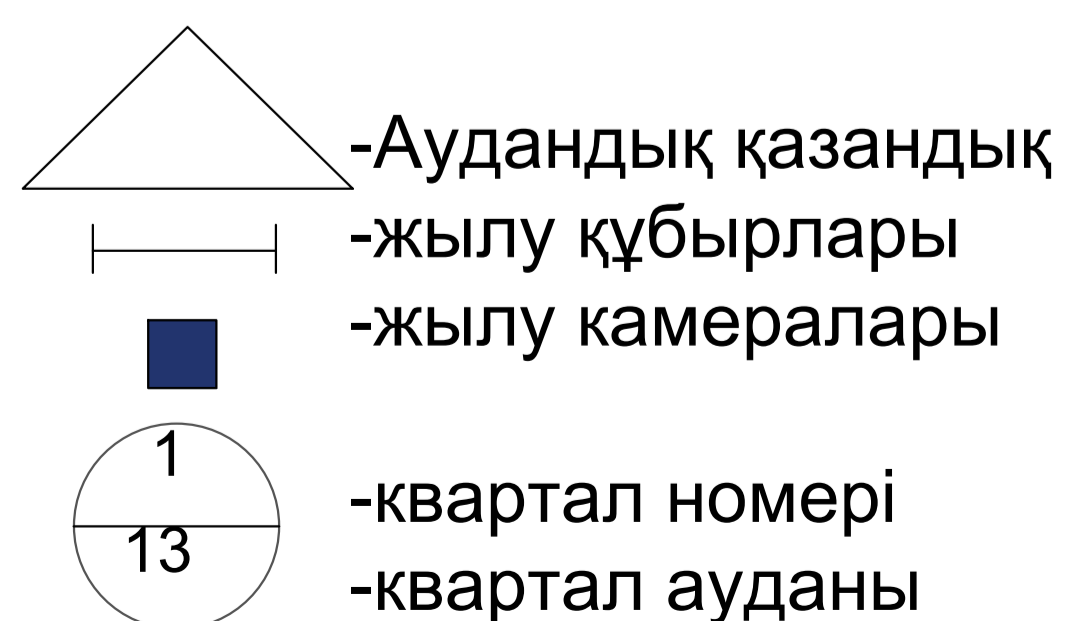 -Аудандық қазандық
-жылу құбырлары
-жылу камералары
1
-квартал номері
13
-квартал ауданы